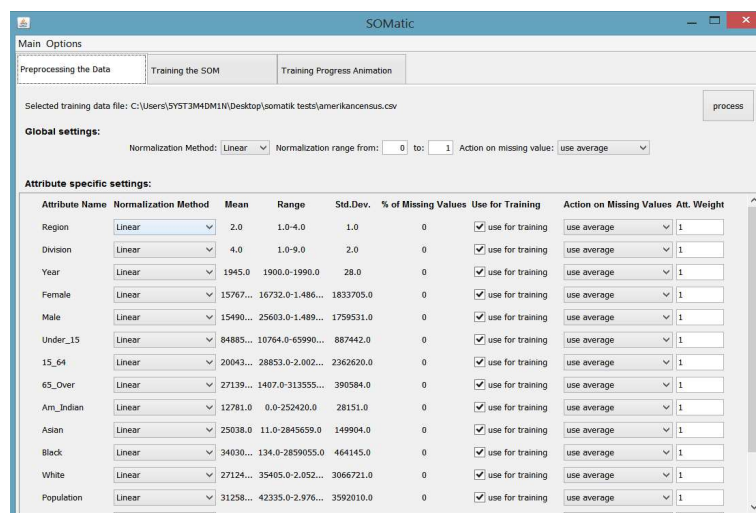 SOMatic
Main Options
Preprocessing the Data Training the SOM Training Progress Animation
Selected training data file: C:\Users\5Y5T3M4DM1N\Desktop\somatik tests\amerikancensus.csv process
Global settings:
Normalization Method: Linear Normalization range from: 0 to: 1 Action on missing value: use average
Attribute specific settings:
Attribute Name Normalization Method Mean Range Std.Dev. % of Missing Values Use for Training Action on Missing Values Att. Weight
Region Linear 2.0 1.0-4.0 1.0 0 use for training use average 1
Division Linear 4.0 1.0-9.0 2.0 0 use for training use average 1
Year Linear 1945.0 1900.0-1990.0 28.0 0 use for training use average 1
Female Linear 15767... 16732.0-1.486... 1833705.0 0 use for training use average 1
Male Linear 15490... 25603.0-1.489... 1759531.0 0 use for training use average 1
Under_15 Linear 84885... 10764.0-65990... 887442.0 0 use for training use average 1
15_64 Linear 20043... 28853.0-2.002... 2362620.0 0 use for training use average 1
65_Over Linear 27139... 1407.0-313555... 390584.0 0 use for training use average 1
Am_Indian Linear 12781.0 0.0-252420.0 28151.0 0 use for training use average 1
Asian Linear 25038.0 11.0-2845659.0 149904.0 0 use for training use average 1
Black Linear 34030... 134.0-2859055.0 464145.0 0 use for training use average 1
White Linear 27124... 35405.0-2.052... 3066721.0 0 use for training use average 1
Population Linear 31258... 42335.0-2.976... 3592010.0 0 use for training use average 1